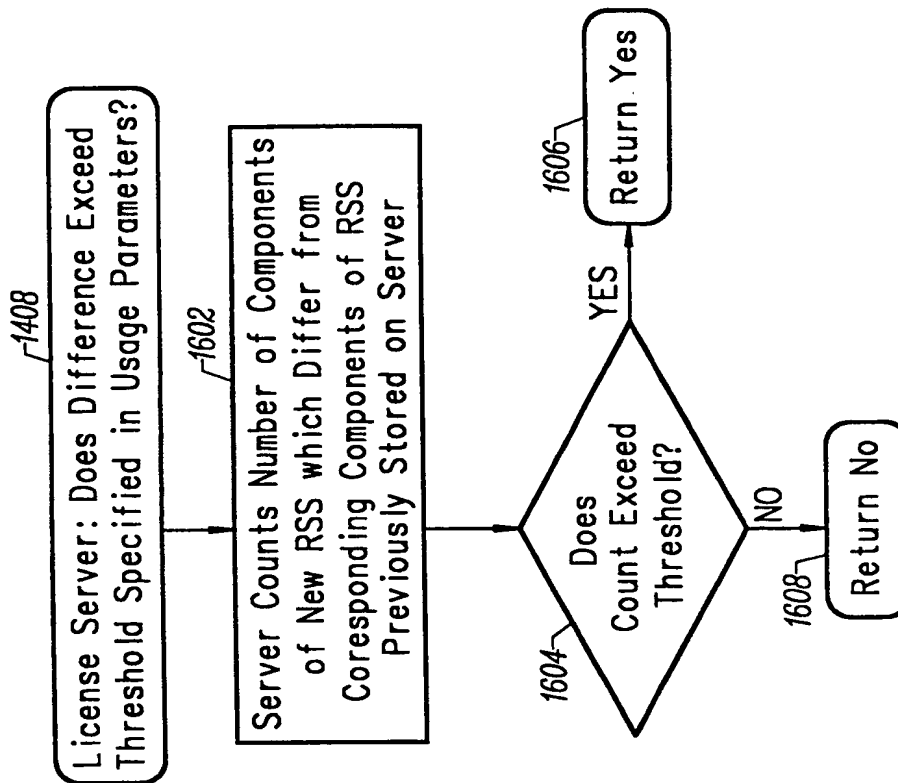 1408
License Server: Does Difference Exceed
Threshold Specified in Usage Parameters?
1602
Server Counts Number of Components
of New RSS which Differ from
Coresponding Components of RSS
Previously Stored on Server
1604
Does
Count Exceed
Threshold?
YES
1606
Return Yes
NO
1608
Return No